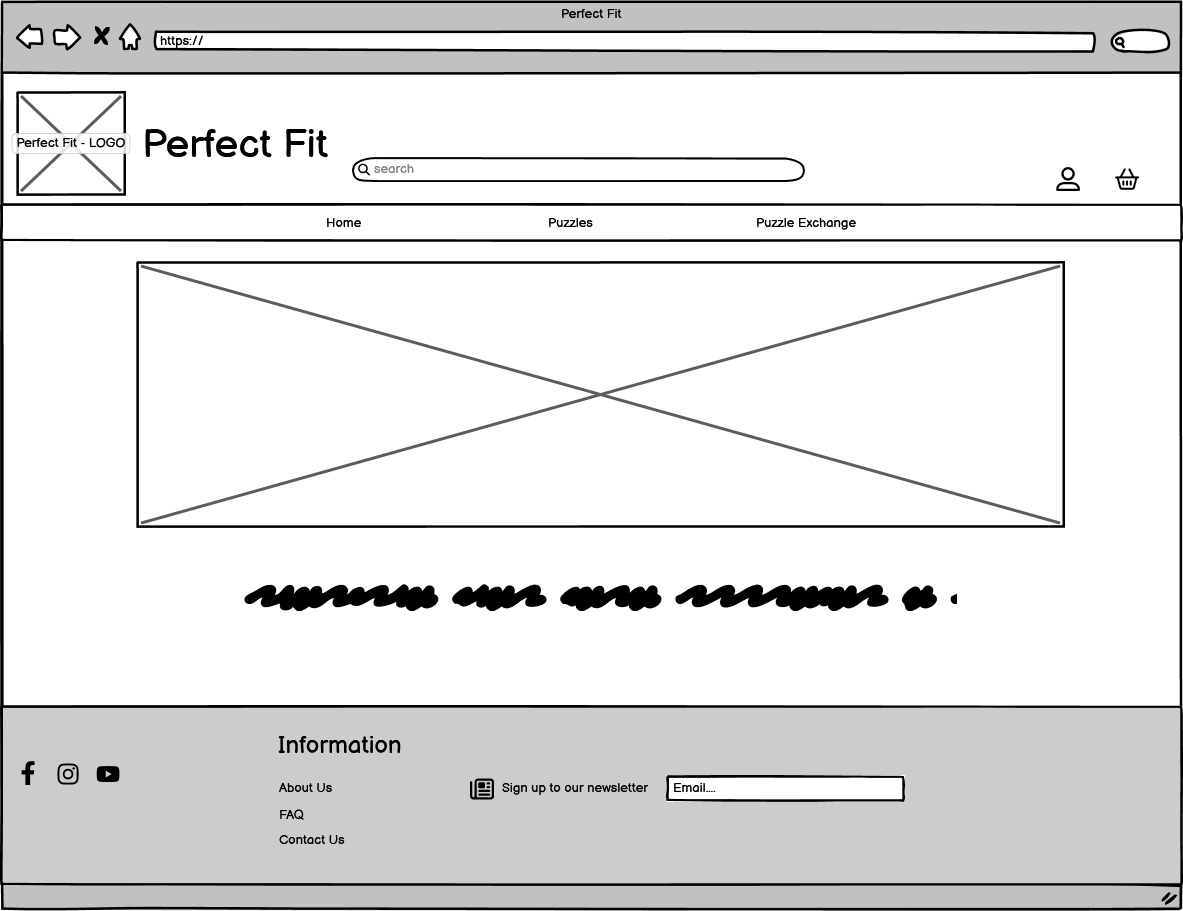 Perfect Fit
https://
Perfect Fit - LOGO
Perfect Fit
search
Home Puzzles Puzzle Exchange
Information
About Us
Sign up to our newsletter Email....
FAQ
Contact Us